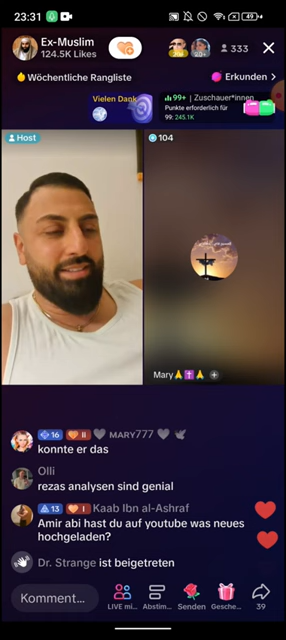 23:31
49
Ex-Muslim
124.5K Likes
333
Wöchentliche Rangliste
Erkunden >
Vielen Dank
99+ | Zuschauer*innen
Punkte erforderlich für
99: 245.1K
Host
104
Mary🙏✝️🙏
16 II 🩶 MARY777 🩶 🕊
konnte er das
Olli
rezas analysen sind genial
13 I Kaab Ibn al-Ashraf
Amir abi hast du auf youtube was neues
hochgeladen?
Dr. Strange ist beigetreten
Kommen...
LIVE mi...
Abstim...
Senden
Gesche...
39